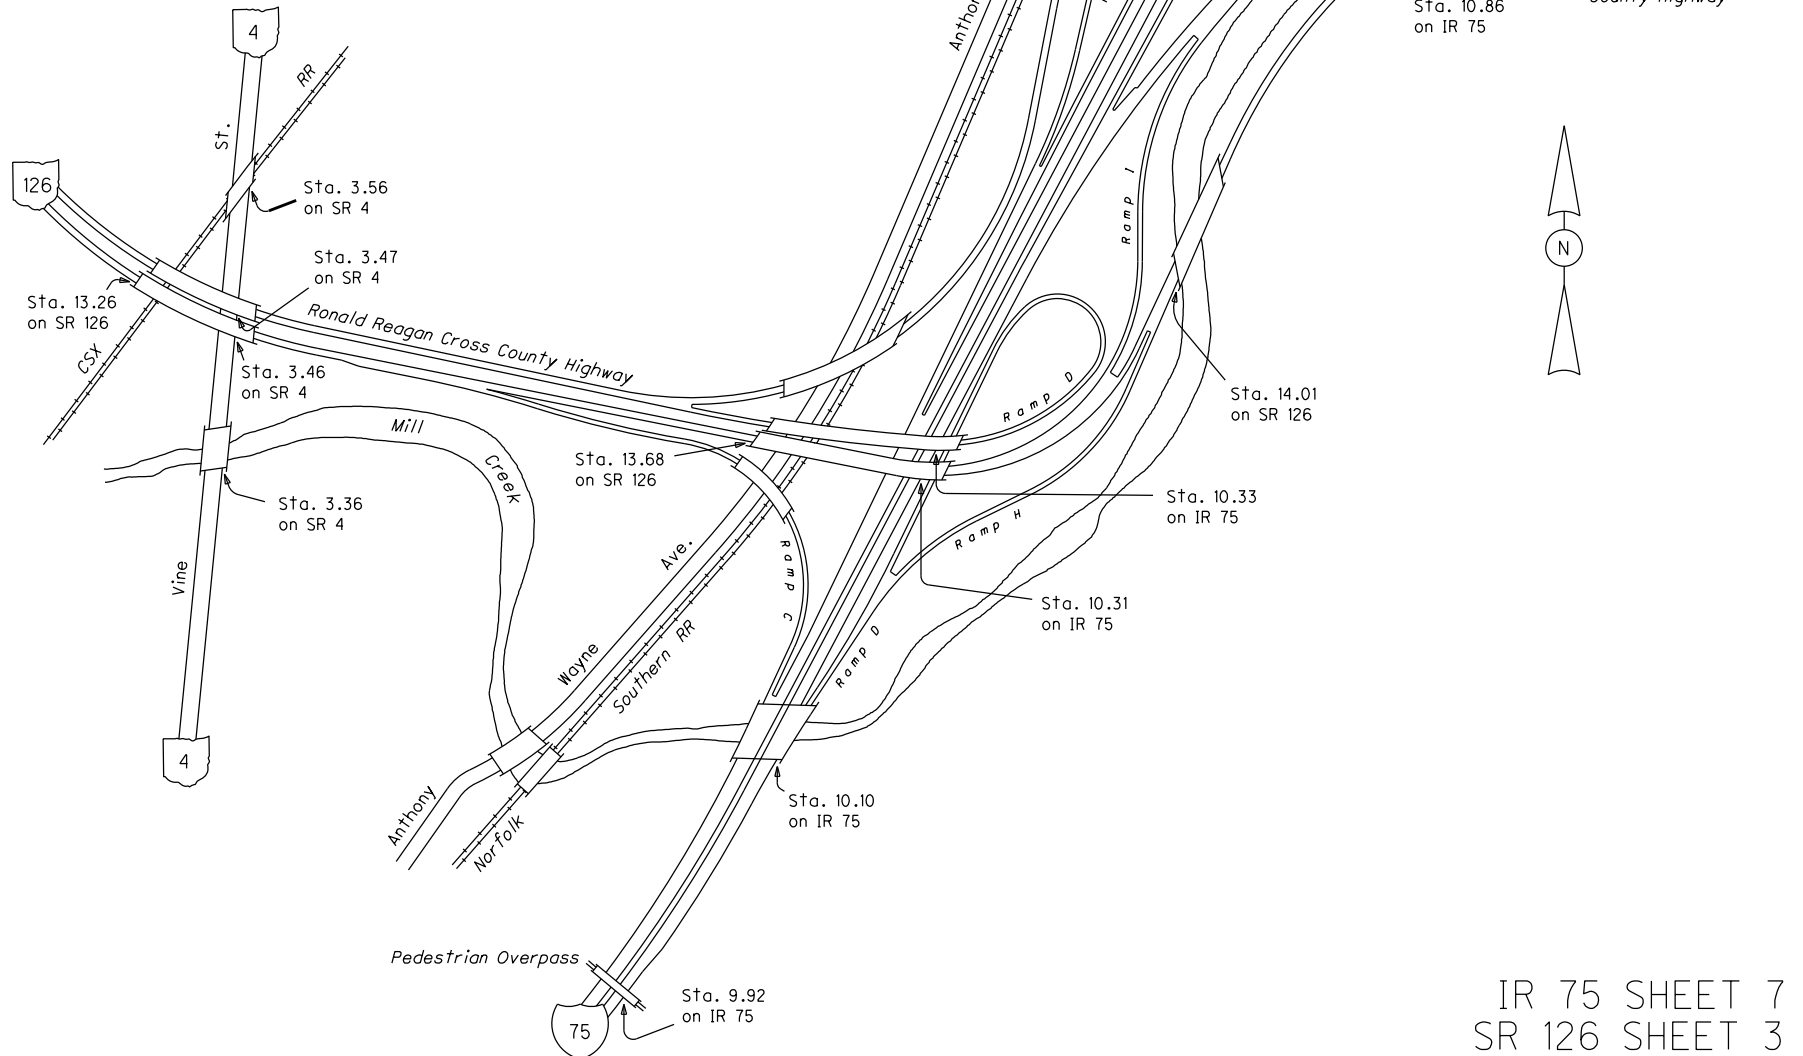 4
RR
St.
126
Sta. 3.56
on SR 4
Sta. 3.47
on SR 4
Sta. 13.26
on SR 126
CSX
Ronald Reagan Cross County Highway
Sta. 3.46
on SR 4
Mill
Creek
Sta. 3.36
on SR 4
Vine
4
Sta. 10.86
on IR 75
County Highway
N
Ramp I
Ramp D
Sta. 14.01
on SR 126
Sta. 13.68
on SR 126
Sta. 10.33
on IR 75
Ramp H
Sta. 10.31
on IR 75
Ramp C
Ramp D
Ave.
Wayne
Southern RR
Anthony
Norfolk
Sta. 10.10
on IR 75
Pedestrian Overpass
Sta. 9.92
on IR 75
75
IR 75 SHEET 7
SR 126 SHEET 3